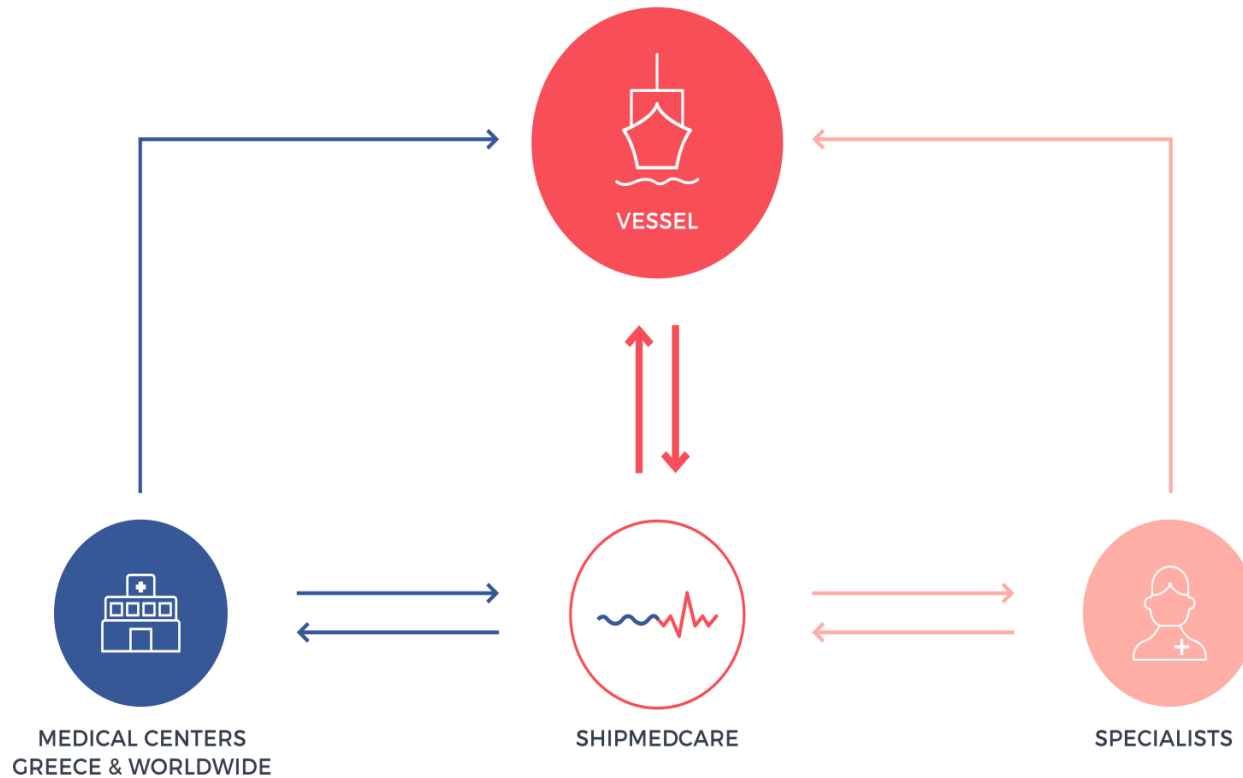 VESSEL
MEDICAL CENTERS
GREECE & WORLDWIDE
SHIPMEDCARE
SPECIALISTS